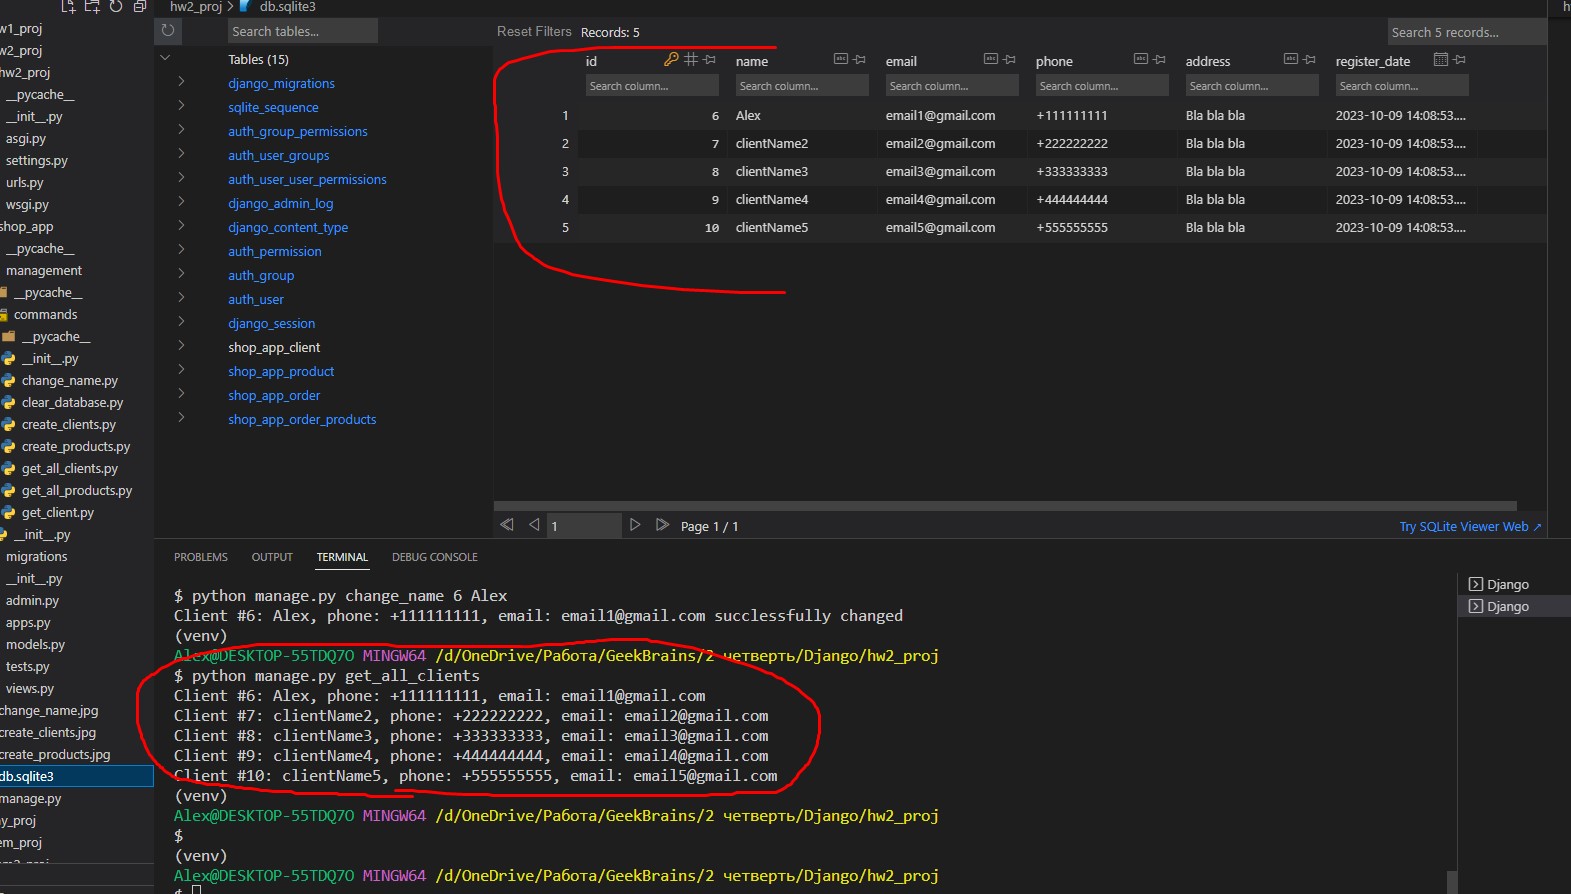 hw2_proj > db.sqlite3
w1_proj
w2_proj
hw2_proj
__pycache__
__init__.py
asgi.py
settings.py
urls.py
wsgi.py
shop_app
__pycache__
management
__pycache__
commands
__pycache__
__init__.py
change_name.py
clear_database.py
create_clients.py
create_products.py
get_all_clients.py
get_all_products.py
get_client.py
__init__.py
migrations
__init__.py
admin.py
apps.py
models.py
tests.py
views.py
change_name.jpg
create_clients.jpg
create_products.jpg
db.sqlite3
manage.py
y_proj
em_proj
Search tables...
Tables (15)
django_migrations
sqlite_sequence
auth_group_permissions
auth_user_groups
auth_user_user_permissions
django_admin_log
django_content_type
auth_permission
auth_group
auth_user
django_session
shop_app_client
shop_app_product
shop_app_order
shop_app_order_products
Reset Filters Records: 5 Search 5 records...
id name email phone address register_date
Search column... Search column... Search column... Search column... Search column... Search column...
1 6 Alex email1@gmail.com +111111111 Bla bla bla 2023-10-09 14:08:53....
2 7 clientName2 email2@gmail.com +222222222 Bla bla bla 2023-10-09 14:08:53....
3 8 clientName3 email3@gmail.com +333333333 Bla bla bla 2023-10-09 14:08:53....
4 9 clientName4 email4@gmail.com +444444444 Bla bla bla 2023-10-09 14:08:53....
5 10 clientName5 email5@gmail.com +555555555 Bla bla bla 2023-10-09 14:08:53....
1 Page 1 / 1 Try SQLite Viewer Web ↗
PROBLEMS OUTPUT TERMINAL DEBUG CONSOLE
$ python manage.py change_name 6 Alex
Client #6: Alex, phone: +111111111, email: email1@gmail.com succlessfully changed
(venv)
Alex@DESKTOP-55TDQ7O MINGW64 /d/OneDrive/Работа/GeekBrains/2 четверть/Django/hw2_proj
$ python manage.py get_all_clients
Client #6: Alex, phone: +111111111, email: email1@gmail.com
Client #7: clientName2, phone: +222222222, email: email2@gmail.com
Client #8: clientName3, phone: +333333333, email: email3@gmail.com
Client #9: clientName4, phone: +444444444, email: email4@gmail.com
Client #10: clientName5, phone: +555555555, email: email5@gmail.com
(venv)
Alex@DESKTOP-55TDQ7O MINGW64 /d/OneDrive/Работа/GeekBrains/2 четверть/Django/hw2_proj
$
(venv)
Alex@DESKTOP-55TDQ7O MINGW64 /d/OneDrive/Работа/GeekBrains/2 четверть/Django/hw2_proj
$
Django
Django